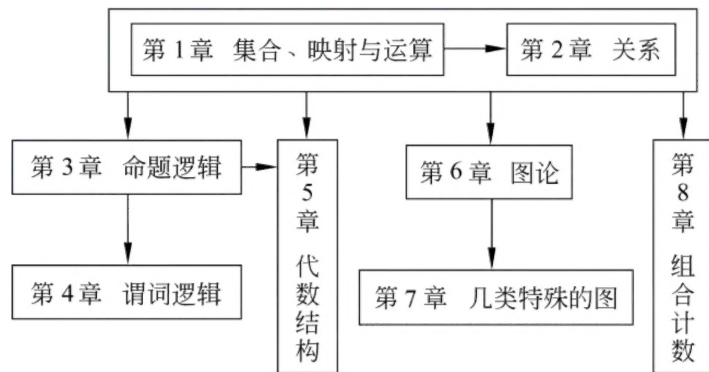 第1章 集合、映射与运算
第2章 关系
第3章 命题逻辑
第5章 代数结构
第6章 图论
第8章 组合计数
第4章 谓词逻辑
第7章 几类特殊的图